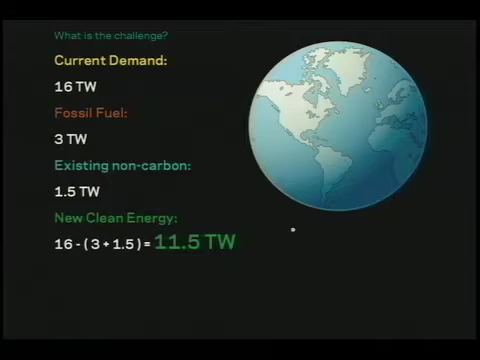 What is the challenge?
Current Demand:
16 TW
Fossil Fuel:
3 TW
Existing non-carbon:
1.5 TW
New Clean Energy:
16 - ( 3 + 1.5 ) = 11.5 TW